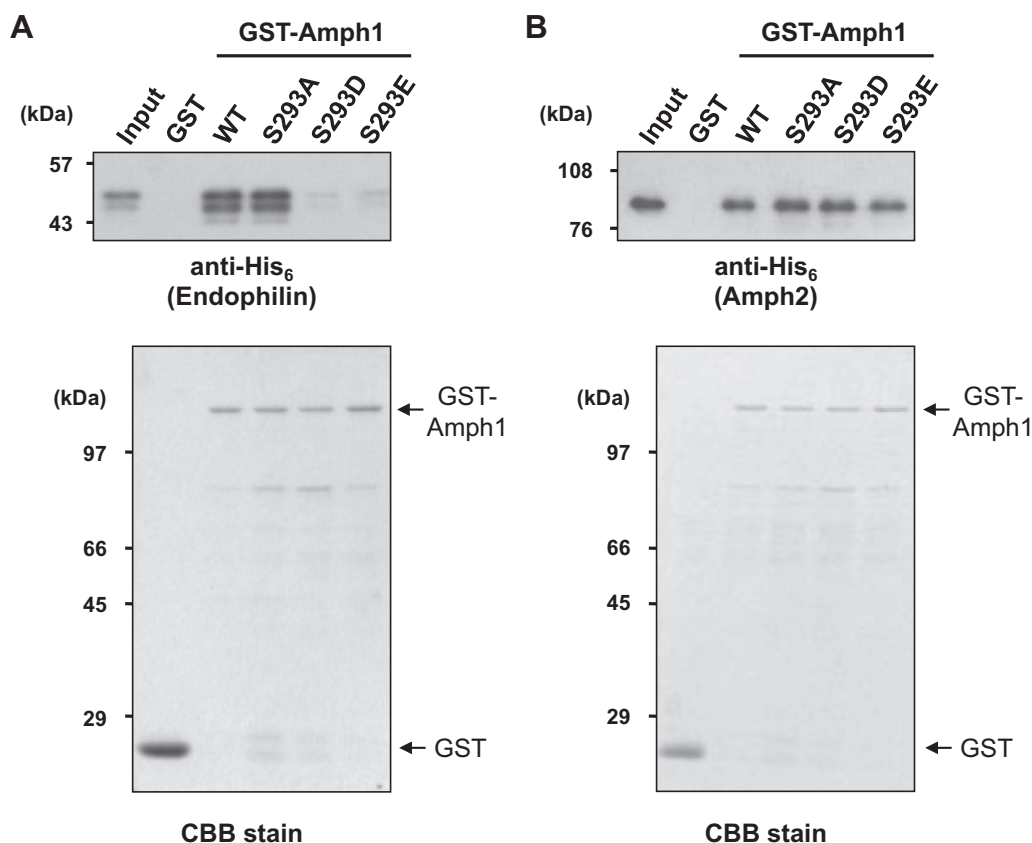 A
GST-Amph1
(kDa)
Input
GST
WT
S293A
S293D
S293E
57
43
anti-His6
(Endophilin)
(kDa)
97
66
45
29
GST-
Amph1
GST
CBB stain
B
GST-Amph1
(kDa)
Input
GST
WT
S293A
S293D
S293E
108
76
anti-His6
(Amph2)
(kDa)
97
66
45
29
GST-
Amph1
GST
CBB stain